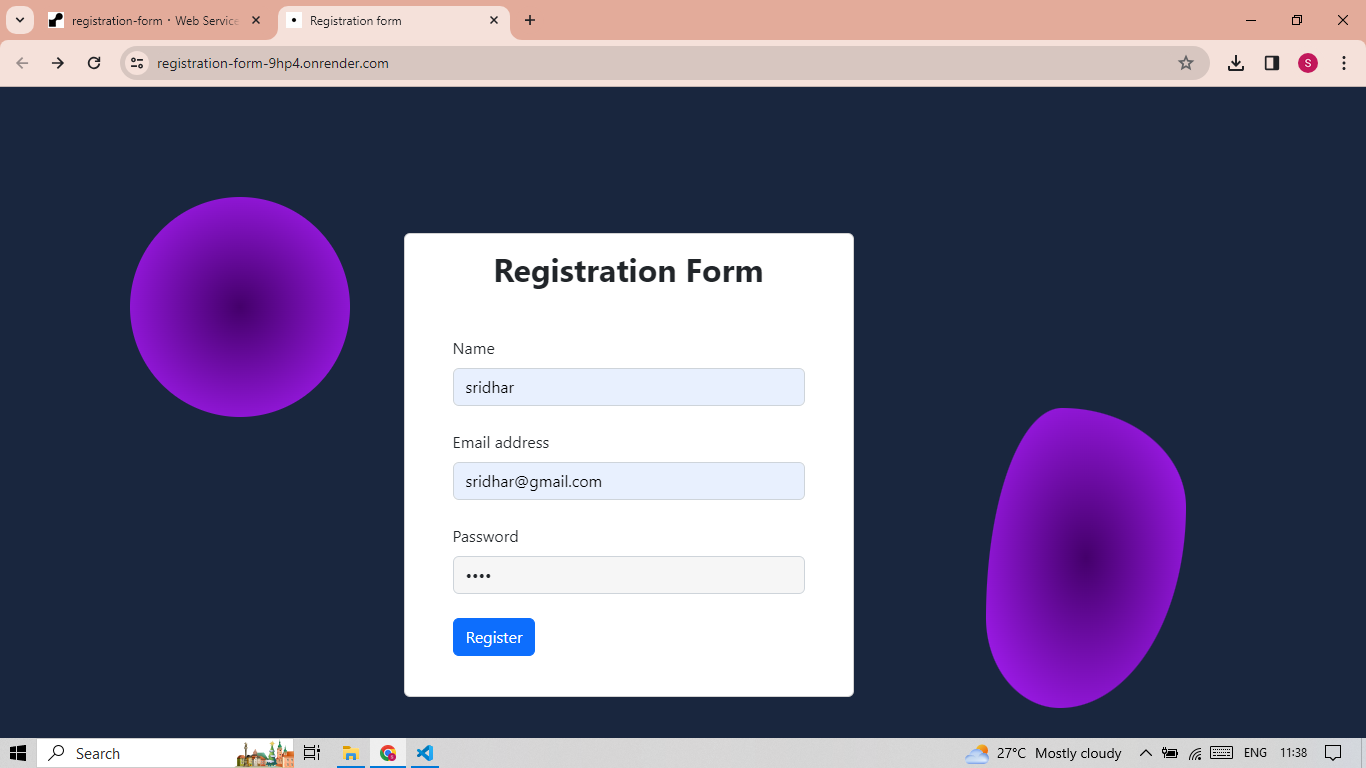 registration-form · Web Service
Registration form
registration-form-9hp4.onrender.com
S
Registration Form
Name
sridhar
Email address
sridhar@gmail.com
Password
••••
Register
Search
27°C Mostly cloudy
ENG
11:38